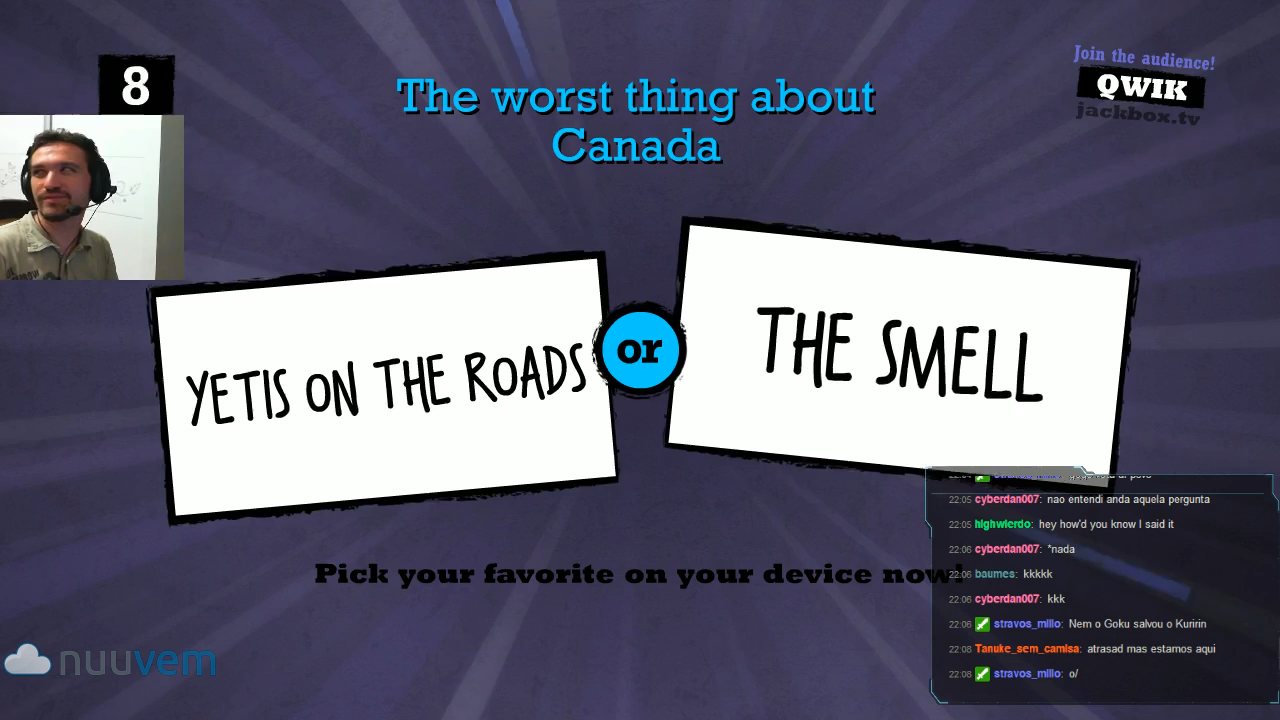 8
The worst thing about
Canada
Join the audience!
QWIK
jackbox.tv
YETIS ON THE ROADS
or
THE SMELL
Pick your favorite on your device now!
22:05 cyberdan007: nao entendi anda aquela pergunta
22:05 highwierdo: hey how'd you know I said it
22:06 cyberdan007: *nada
22:06 baumes: kkkkk
22:06 cyberdan007: kkk
22:06 stravos_millo: Nem o Goku salvou o Kuririn
22:08 Tanuke_sem_camisa: atrasad mas estamos aqui
22:08 stravos_millo: o/
nuuvem